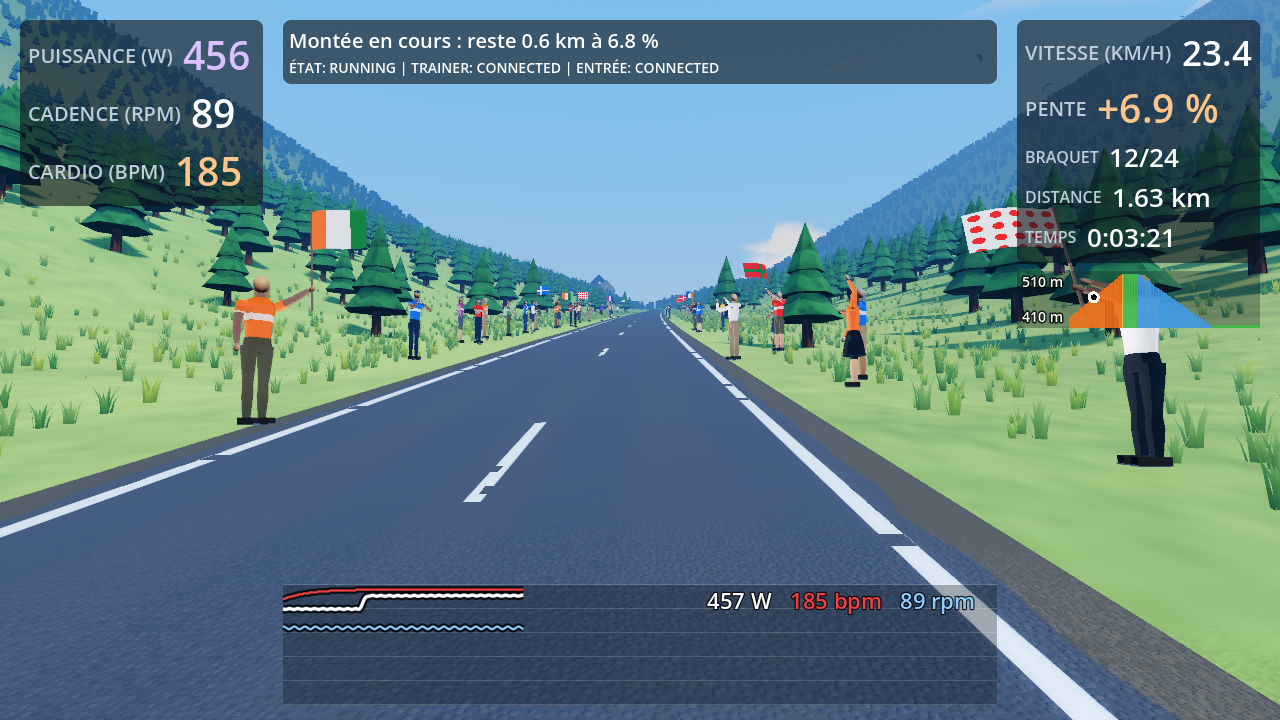 PUISSANCE (W) 456
CADENCE (RPM) 89
CARDIO (BPM) 185
Montée en cours : reste 0.6 km à 6.8 %
ÉTAT: RUNNING | TRAINER: CONNECTED | ENTRÉE: CONNECTED
VITESSE (KM/H) 23.4
PENTE +6.9 %
BRAQUET 12/24
DISTANCE 1.63 km
TEMPS 0:03:21
510 m
410 m
457 W 185 bpm 89 rpm